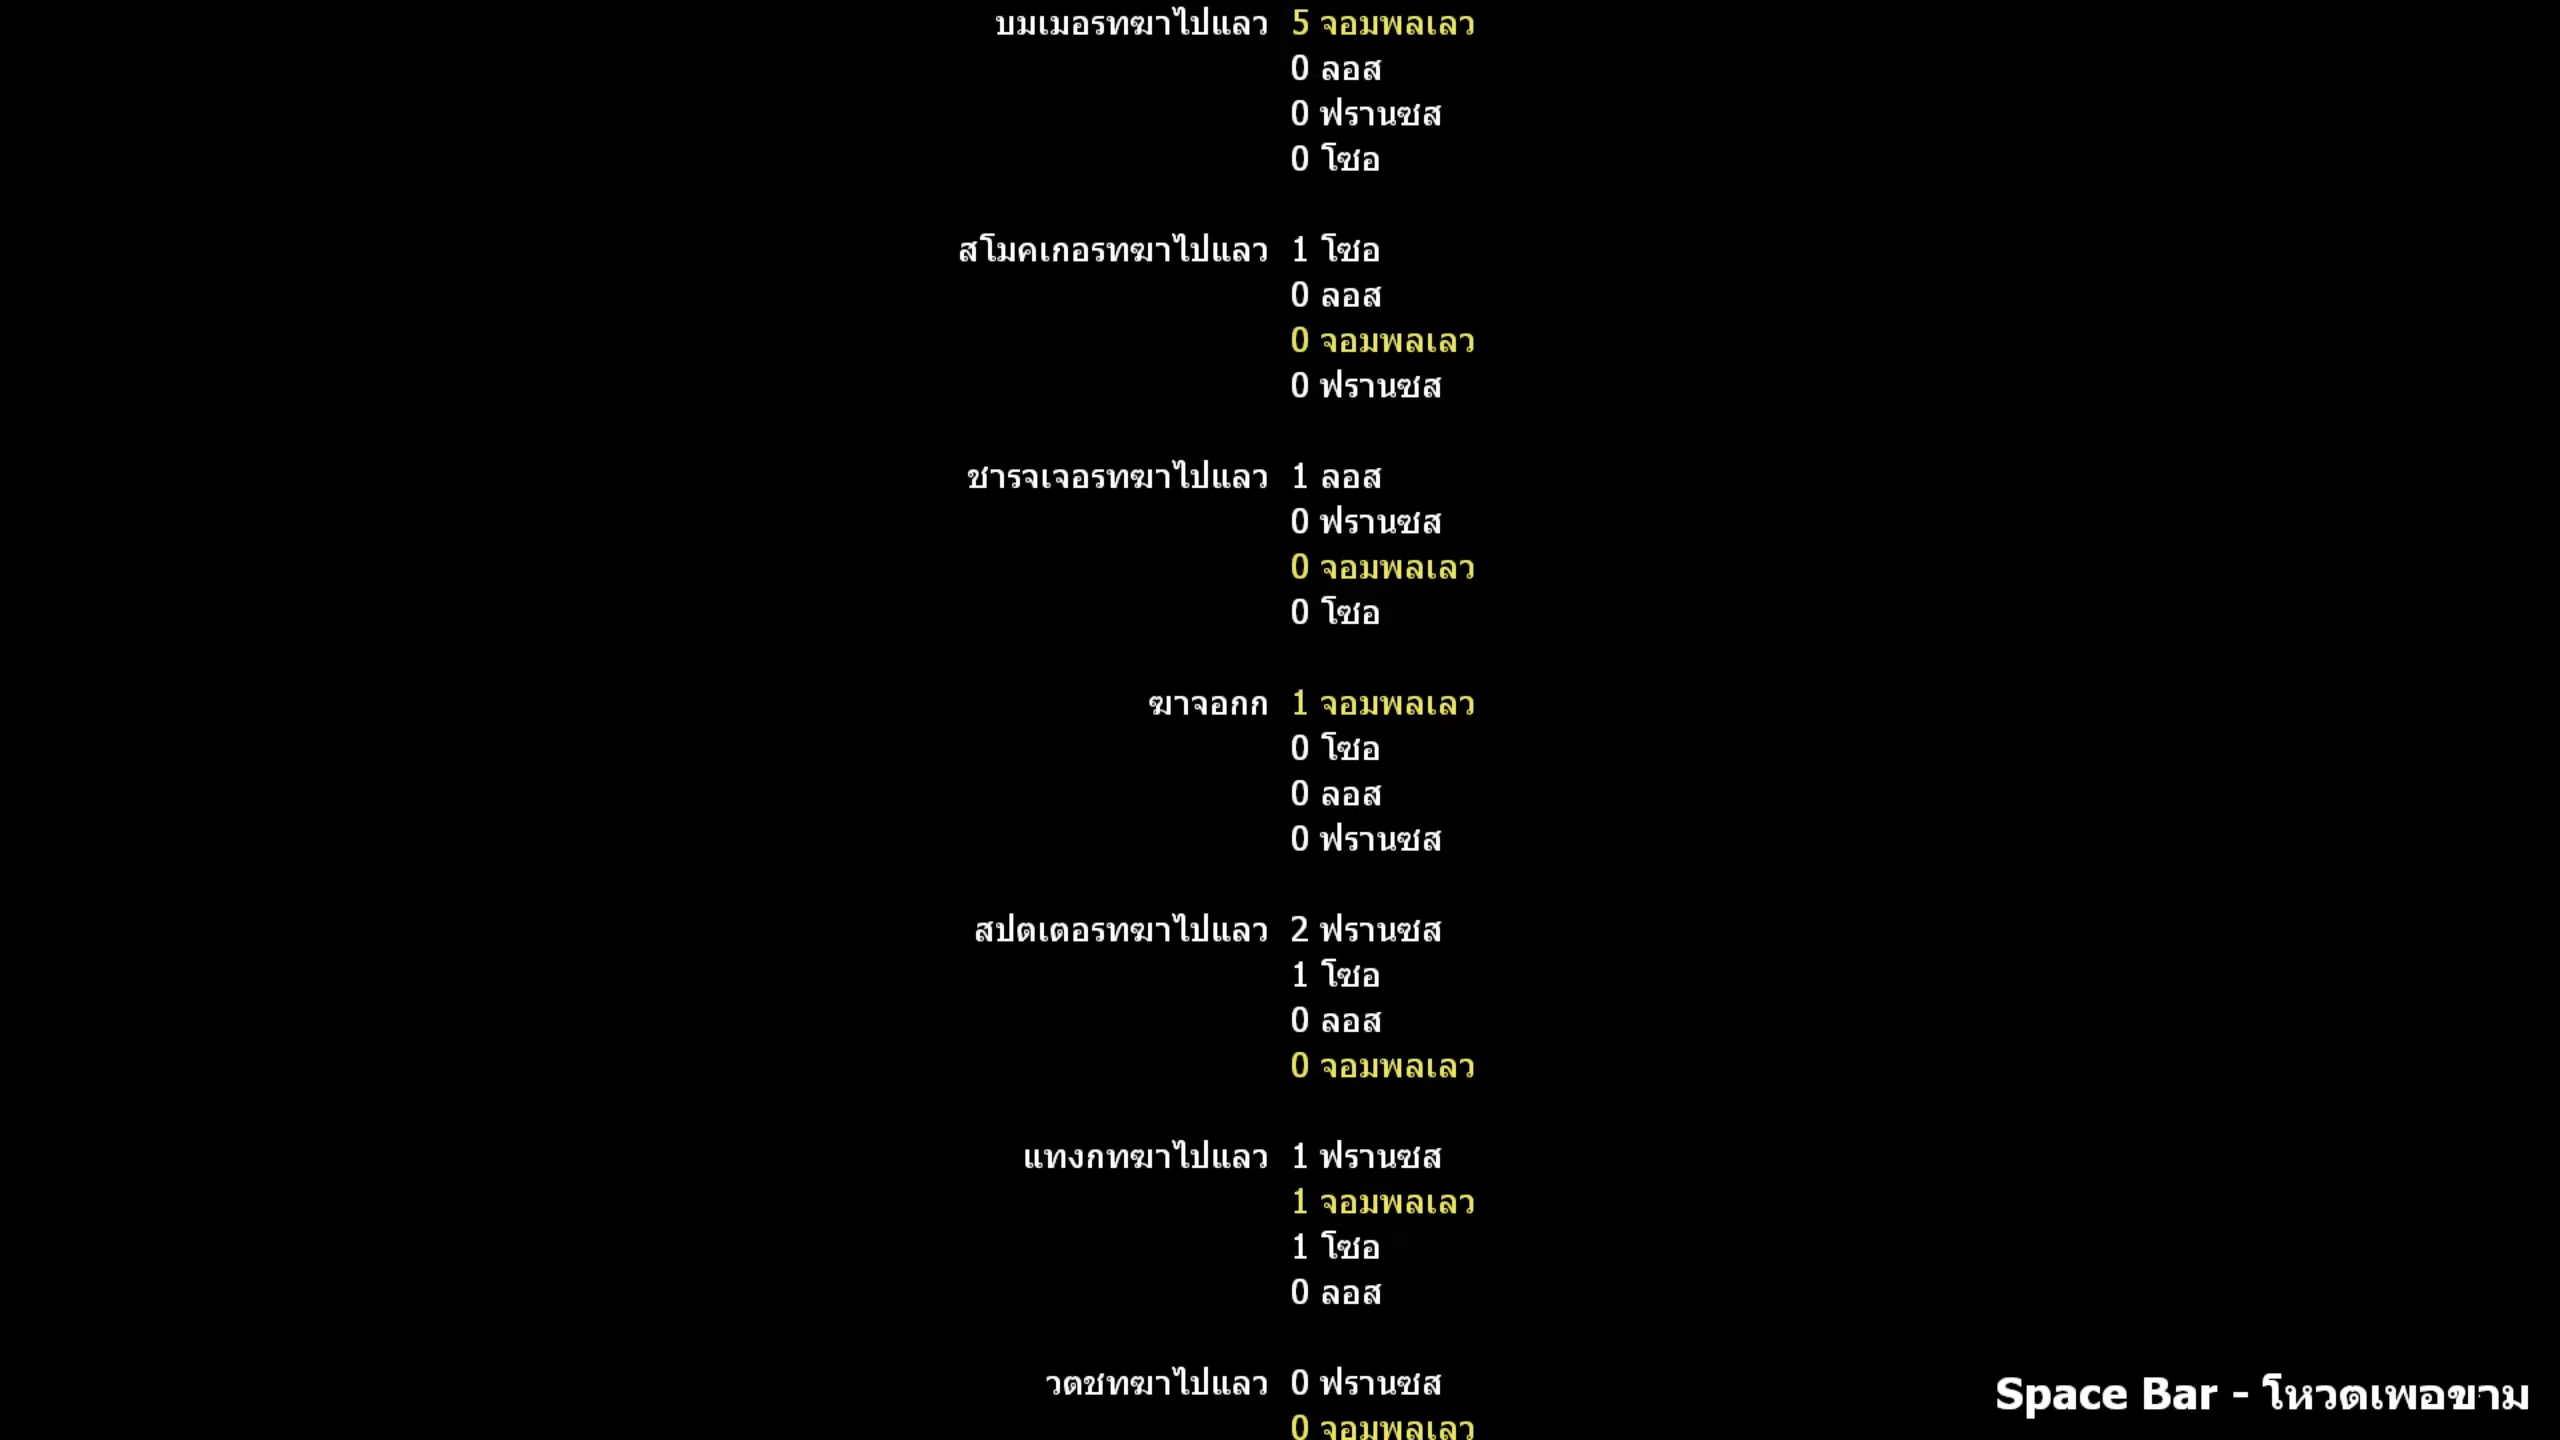 บมเมอรทฆาไปแลว 5 จอมพลเลว
0 ลอส
0 ฟรานซส
0 โซอ
สโมคเกอรทฆาไปแลว 1 โซอ
0 ลอส
0 จอมพลเลว
0 ฟรานซส
ชารจเจอรทฆาไปแลว 1 ลอส
0 ฟรานซส
0 จอมพลเลว
0 โซอ
ฆาจอกก 1 จอมพลเลว
0 โซอ
0 ลอส
0 ฟรานซส
สปตเตอรทฆาไปแลว 2 ฟรานซส
1 โซอ
0 ลอส
0 จอมพลเลว
แทงกทฆาไปแลว 1 ฟรานซส
1 จอมพลเลว
1 โซอ
0 ลอส
วตชทฆาไปแลว 0 ฟรานซส
0 จอมพลเลว
Space Bar - โหวตเพอขาม